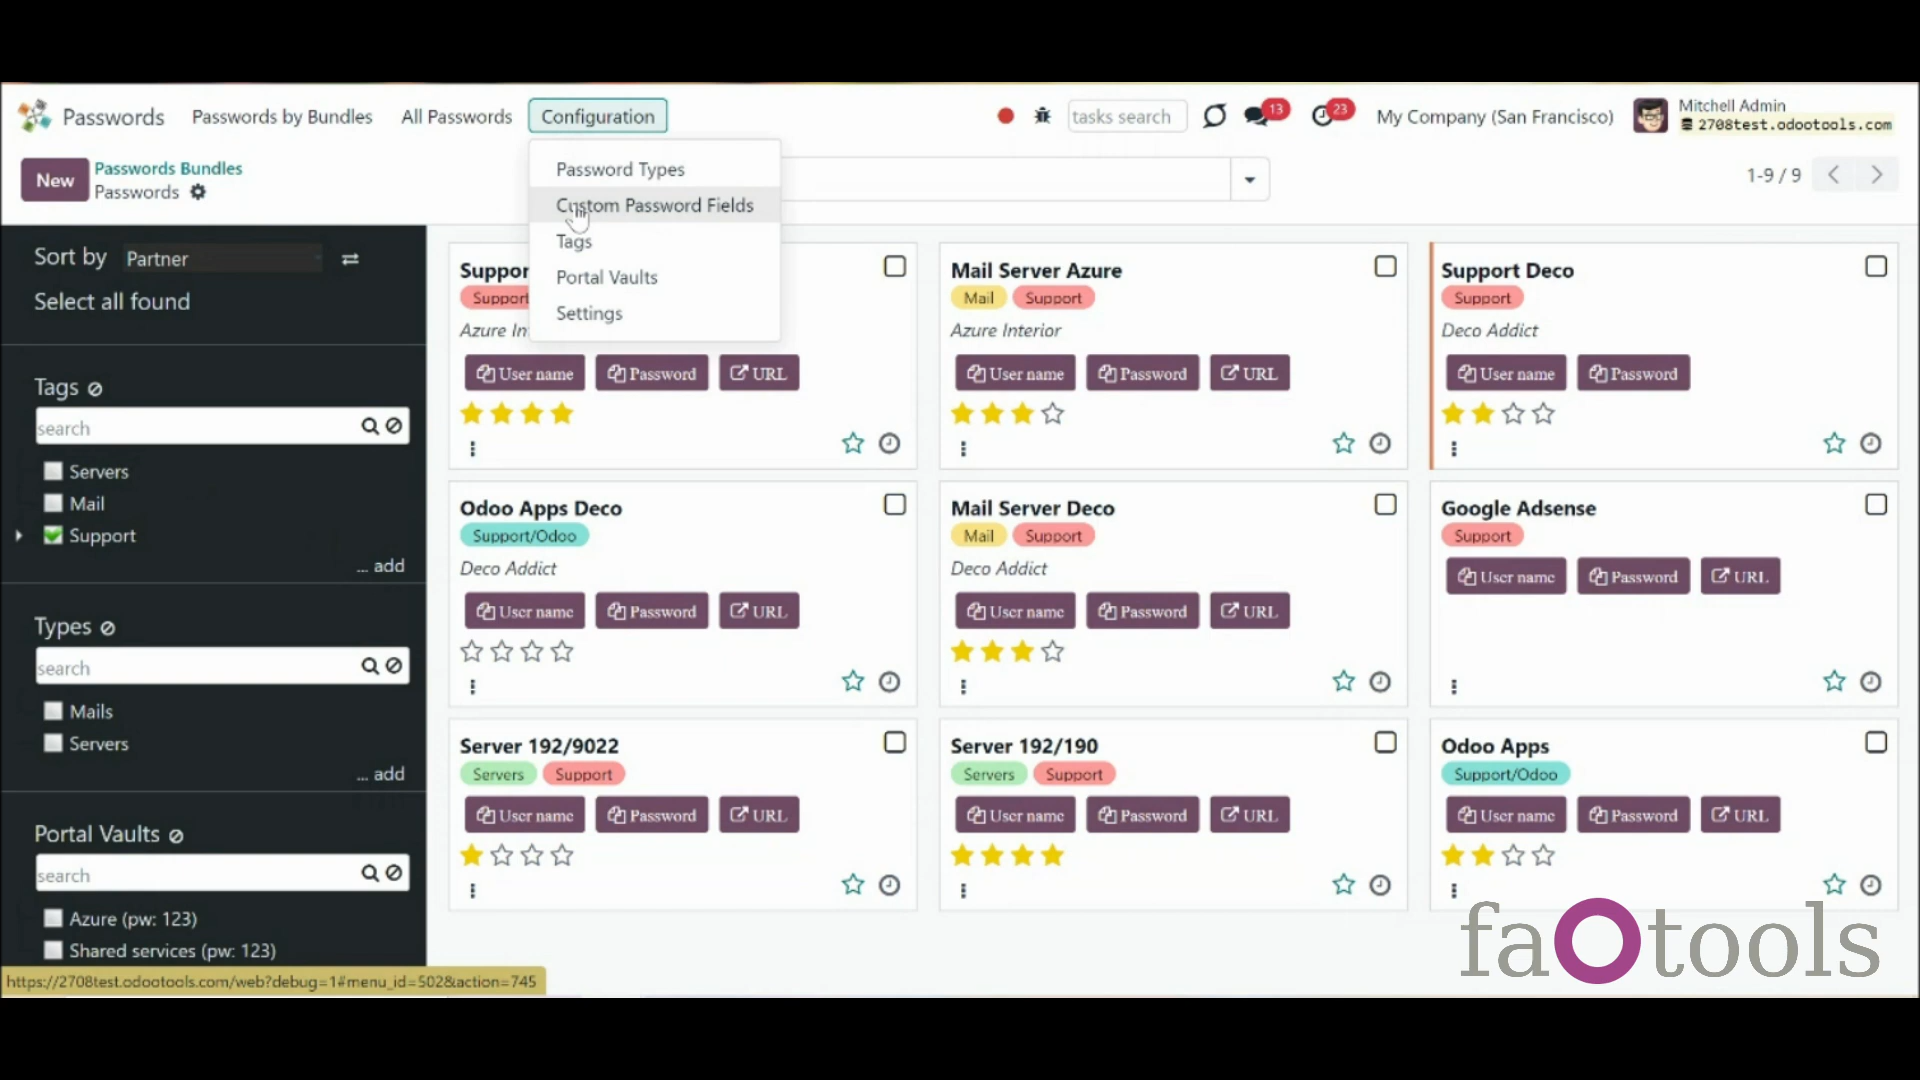 Passwords Passwords by Bundles All Passwords Configuration tasks search 13 23 My Company (San Francisco) Mitchell Admin
2708test.odootools.com
New Passwords Bundles
Passwords
1-9 / 9
Password Types
Custom Password Fields
Tags
Portal Vaults
Settings
Sort by Partner
Select all found
Tags
search
Servers
Mail
Support
... add
Types
search
Mails
Servers
... add
Portal Vaults
search
Azure (pw: 123)
Shared services (pw: 123)
https://2708test.odootools.com/web?debug=1#menu_id=502&action=745
Suppor
Support
Azure In
User name Password URL
Mail Server Azure
Mail Support
Azure Interior
User name Password URL
Support Deco
Support
Deco Addict
User name Password
Odoo Apps Deco
Support/Odoo
Deco Addict
User name Password URL
Mail Server Deco
Mail Support
Deco Addict
User name Password URL
Google Adsense
Support
User name Password URL
Server 192/9022
Servers Support
User name Password URL
Server 192/190
Servers Support
User name Password URL
Odoo Apps
Support/Odoo
User name Password URL
faOtools